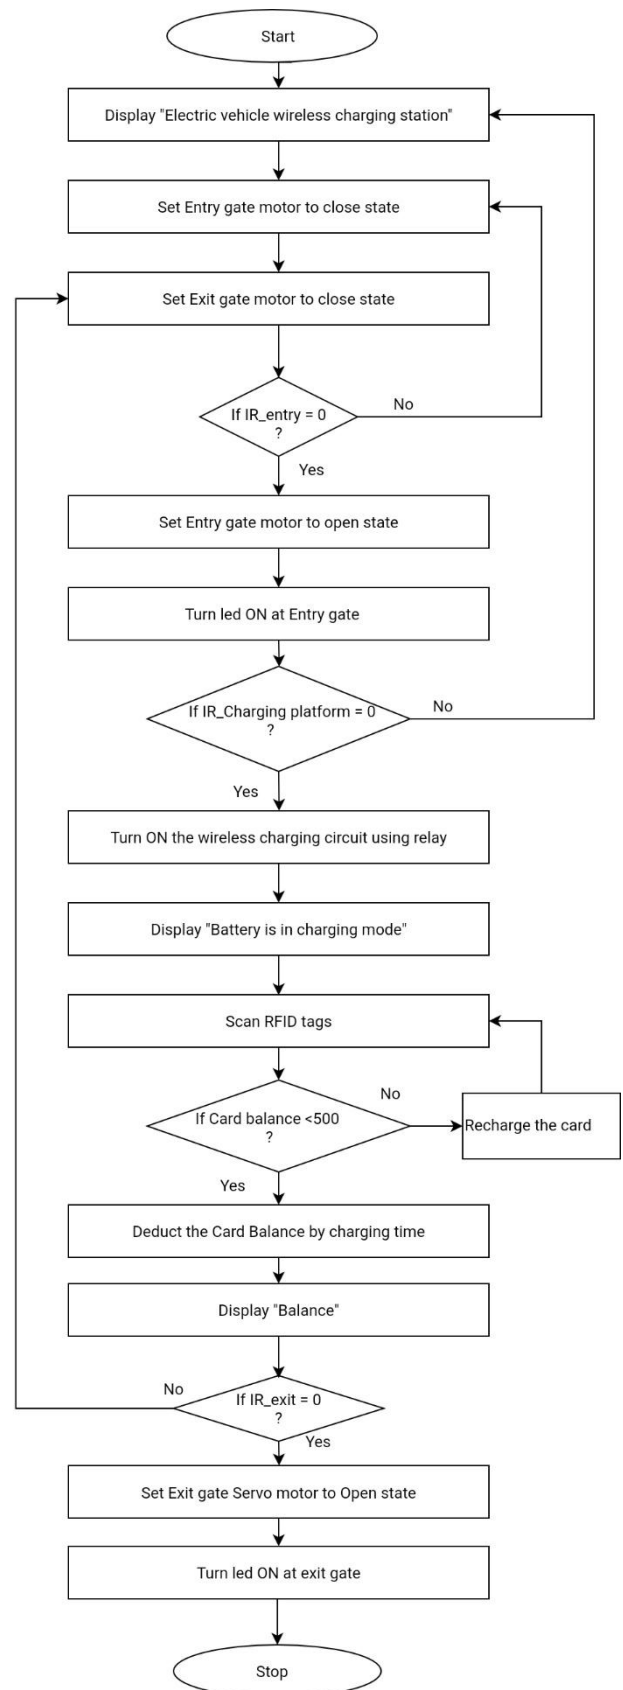 Start
Display "Electric vehicle wireless charging station"
Set Entry gate motor to close state
Set Exit gate motor to close state
If IR_entry = 0
?
No
Yes
Set Entry gate motor to open state
Turn led ON at Entry gate
If IR_Charging platform = 0
?
No
Yes
Turn ON the wireless charging circuit using relay
Display "Battery is in charging mode"
Scan RFID tags
If Card balance <500
?
No
Recharge the card
Yes
Deduct the Card Balance by charging time
Display "Balance"
If IR_exit = 0
?
No
Yes
Set Exit gate Servo motor to Open state
Turn led ON at exit gate
Stop